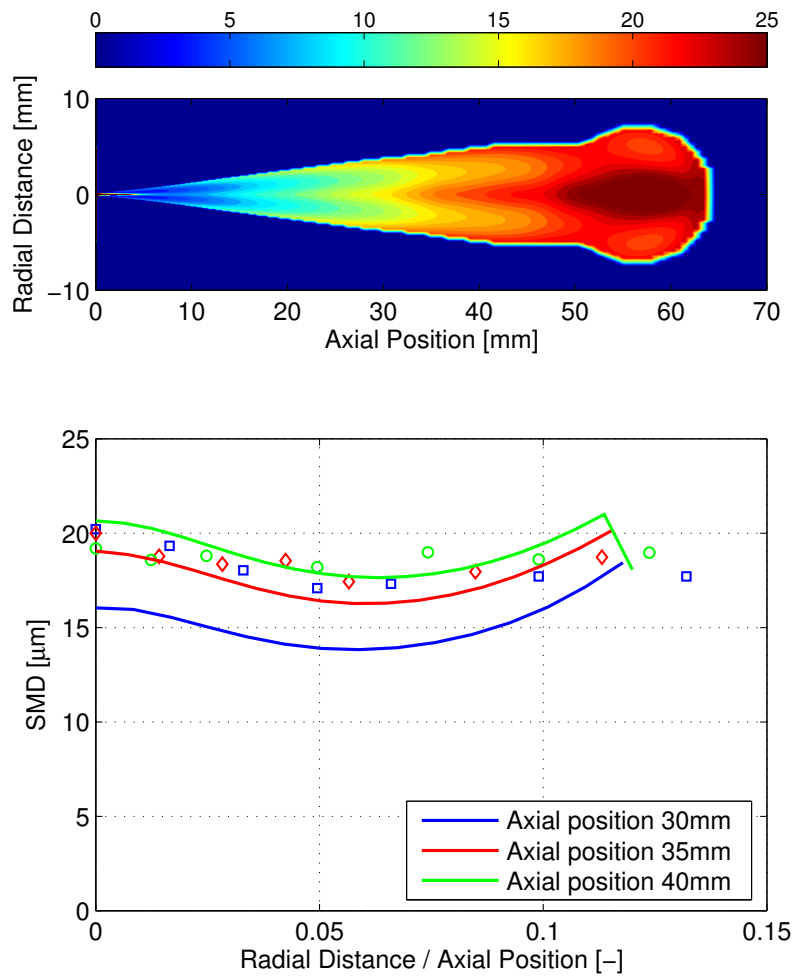 0 5 10 15 20 25
10
0
−10
Radial Distance [mm]
0 10 20 30 40 50 60 70
Axial Position [mm]
25
20
15
10
5
0
SMD [μm]
Axial position 30mm
Axial position 35mm
Axial position 40mm
0 0.05 0.1 0.15
Radial Distance / Axial Position [−]